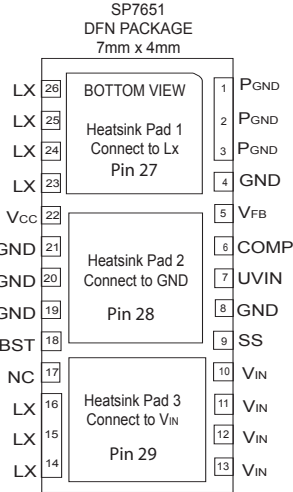 SP7651
DFN PACKAGE
7mm x 4mm
BOTTOM VIEW
Heatsink Pad 1
Connect to Lx
Pin 27
Heatsink Pad 2
Connect to GND
Pin 28
Heatsink Pad 3
Connect to VIN
Pin 29
LX 26
LX 25
LX 24
LX 23
VCC 22
GND 21
GND 20
GND 19
BST 18
NC 17
LX 16
LX 15
LX 14
1 PGND
2 PGND
3 PGND
4 GND
5 VFB
6 COMP
7 UVIN
8 GND
9 SS
10 VIN
11 VIN
12 VIN
13 VIN